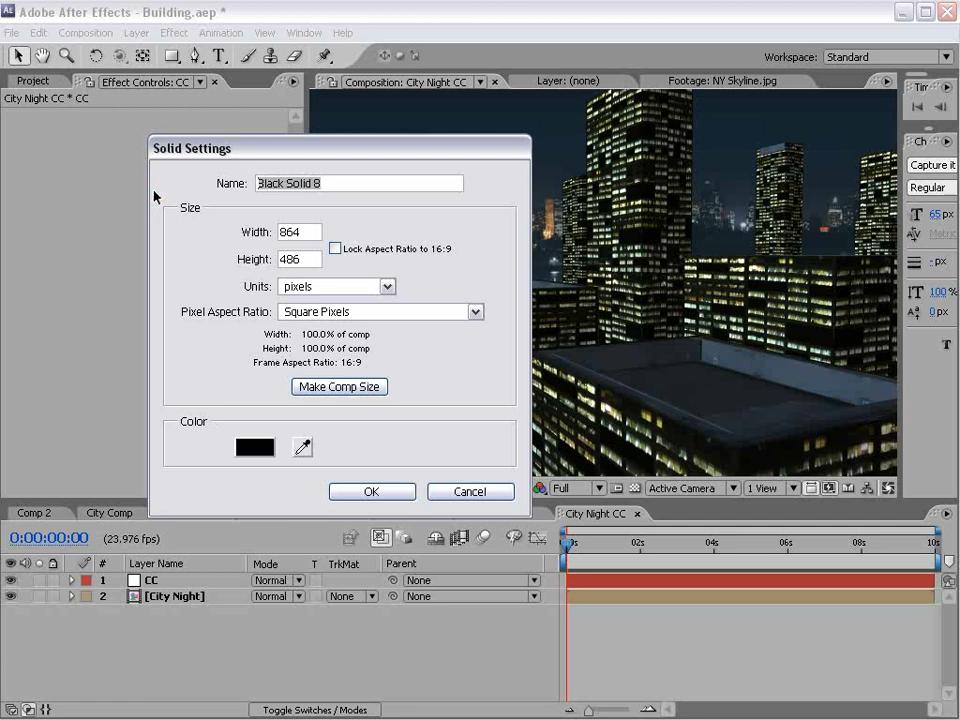 Adobe After Effects - Building.aep *
File Edit Composition Layer Effect Animation View Window Help
Workspace: Standard
Project Effect Controls: CC Composition: City Night CC Layer: (none) Footage: NY Skyline.jpg
City Night CC * CC
Solid Settings
Name: Black Solid 8
Size
Width: 864
Lock Aspect Ratio to 16:9
Height: 486
Units: pixels
Pixel Aspect Ratio: Square Pixels
Width: 100.0% of comp
Height: 100.0% of comp
Frame Aspect Ratio: 16:9
Make Comp Size
Color
OK Cancel
Tim
Ch
Capture it
Regular
65 px
Metric
- px
100 %
0 px
T
Full Active Camera 1 View
Comp 2 City Comp City Night CC
0:00:00:00 (23.976 fps)
02s 04s 06s 08s 10s
# Layer Name Mode T TrkMat Parent
1 CC Normal None
2 [City Night] Normal None None
Toggle Switches / Modes